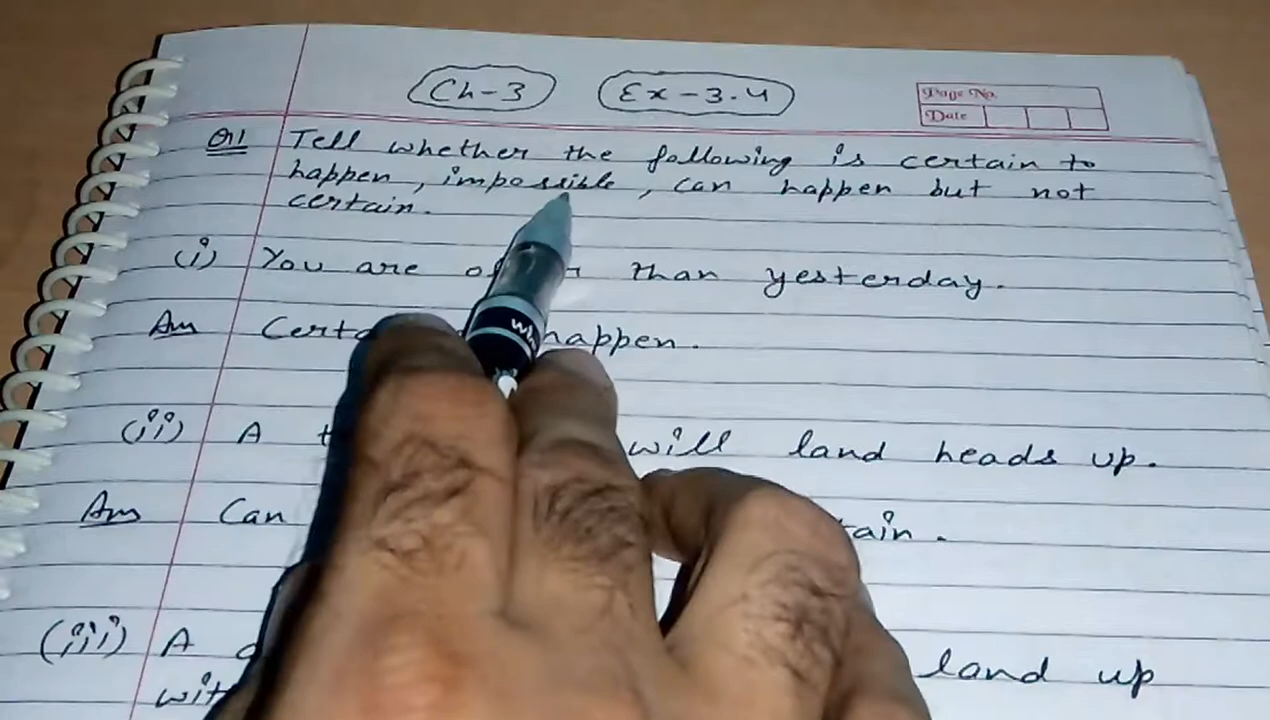 Ch-3 Ex-3.4
Page No.
Date
Q1 Tell whether the following is certain to
happen, impossible, can happen but not
certain.
(i) You are than yesterday.
Ans happen.
(ii) A will land heads up.
Ans Can
(iii) A land up